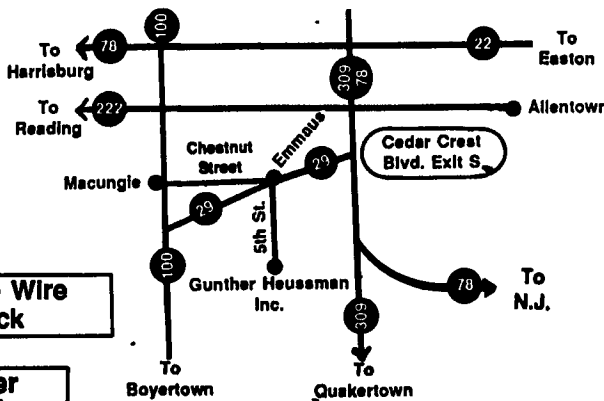 100
To
Harrisburg
78
22
To
Easton
309
78
To
Reading
222
Allentown
Chestnut
Street
Emmaus
29
Cedar Crest
Blvd. Exit S.
Macungie
29
5th St.
100
Gunther Heussman
Inc.
78
To
N.J.
Wire
ck
309
er
To
Boyertown
To
Quakertown